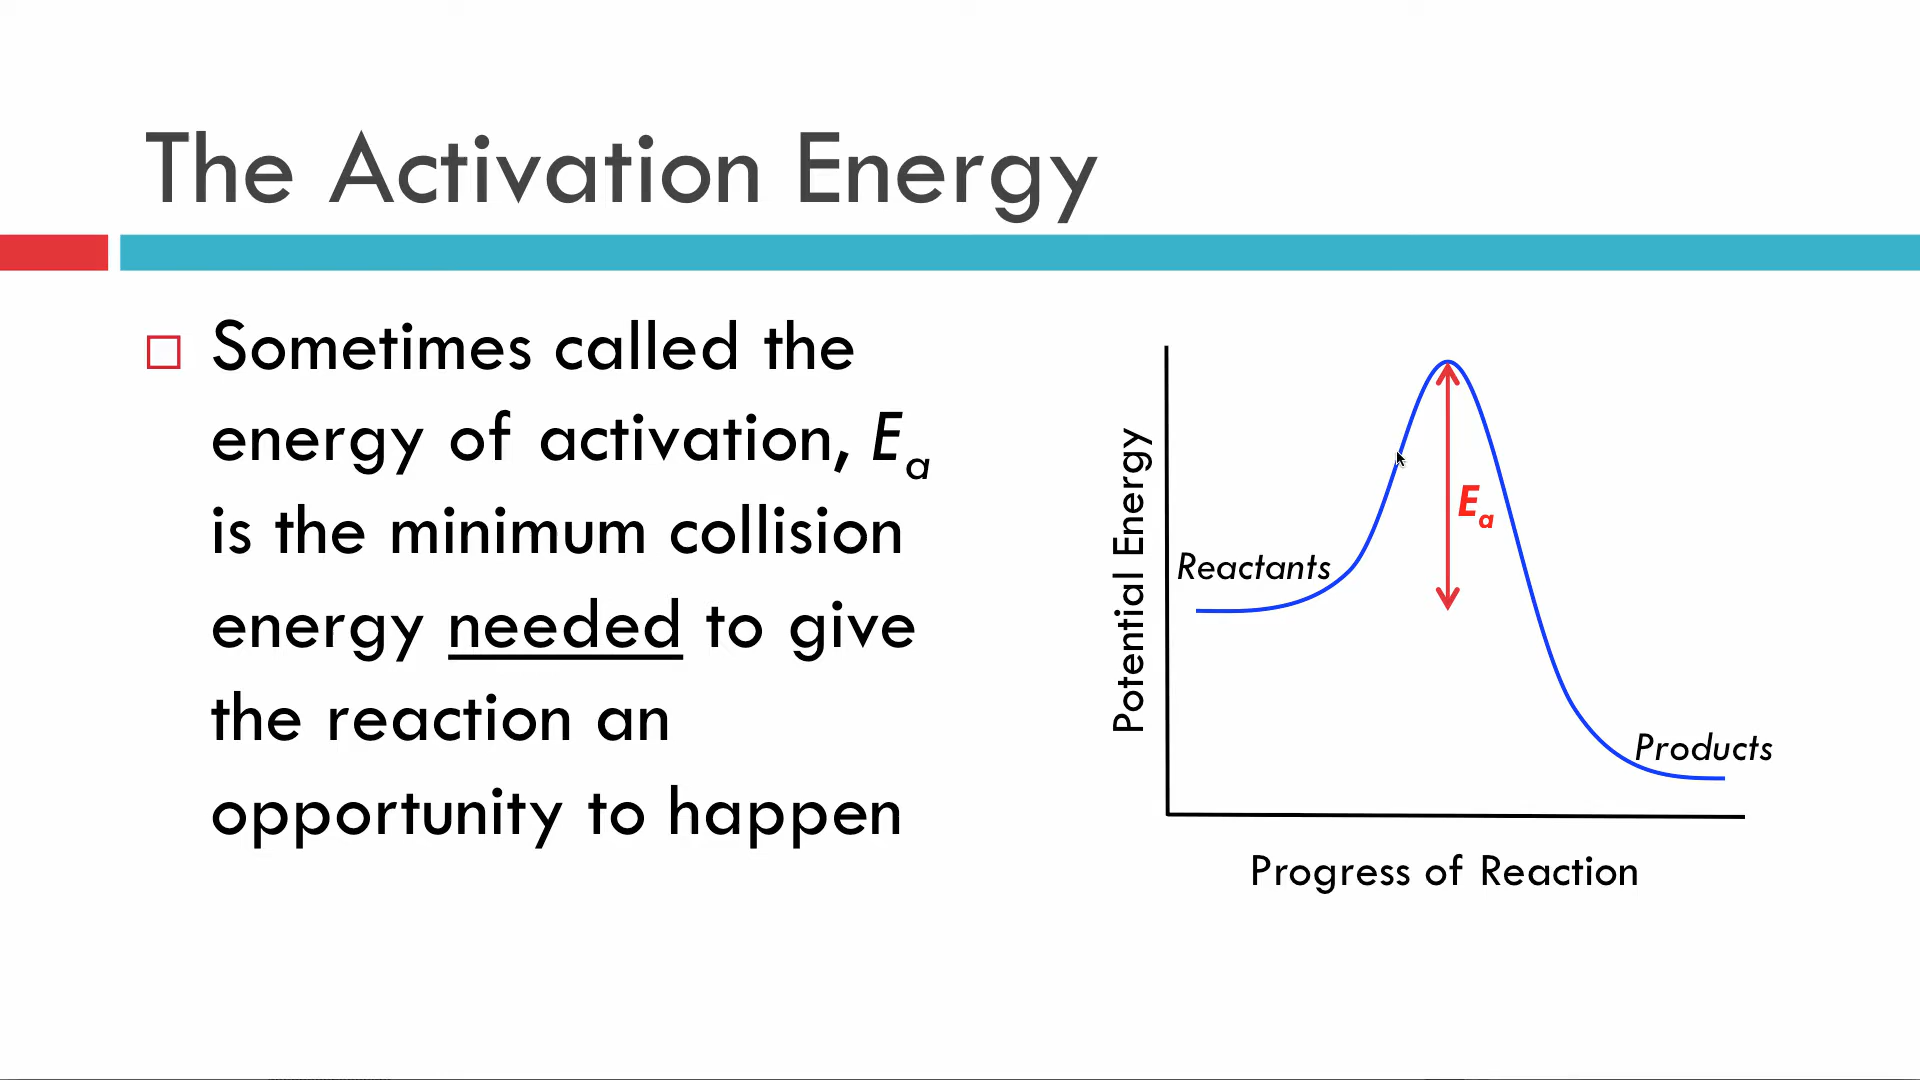 The Activation Energy
Sometimes called the
energy of activation, Ea
is the minimum collision
energy needed to give
the reaction an
opportunity to happen
Potential Energy
Reactants
Ea
Products
Progress of Reaction